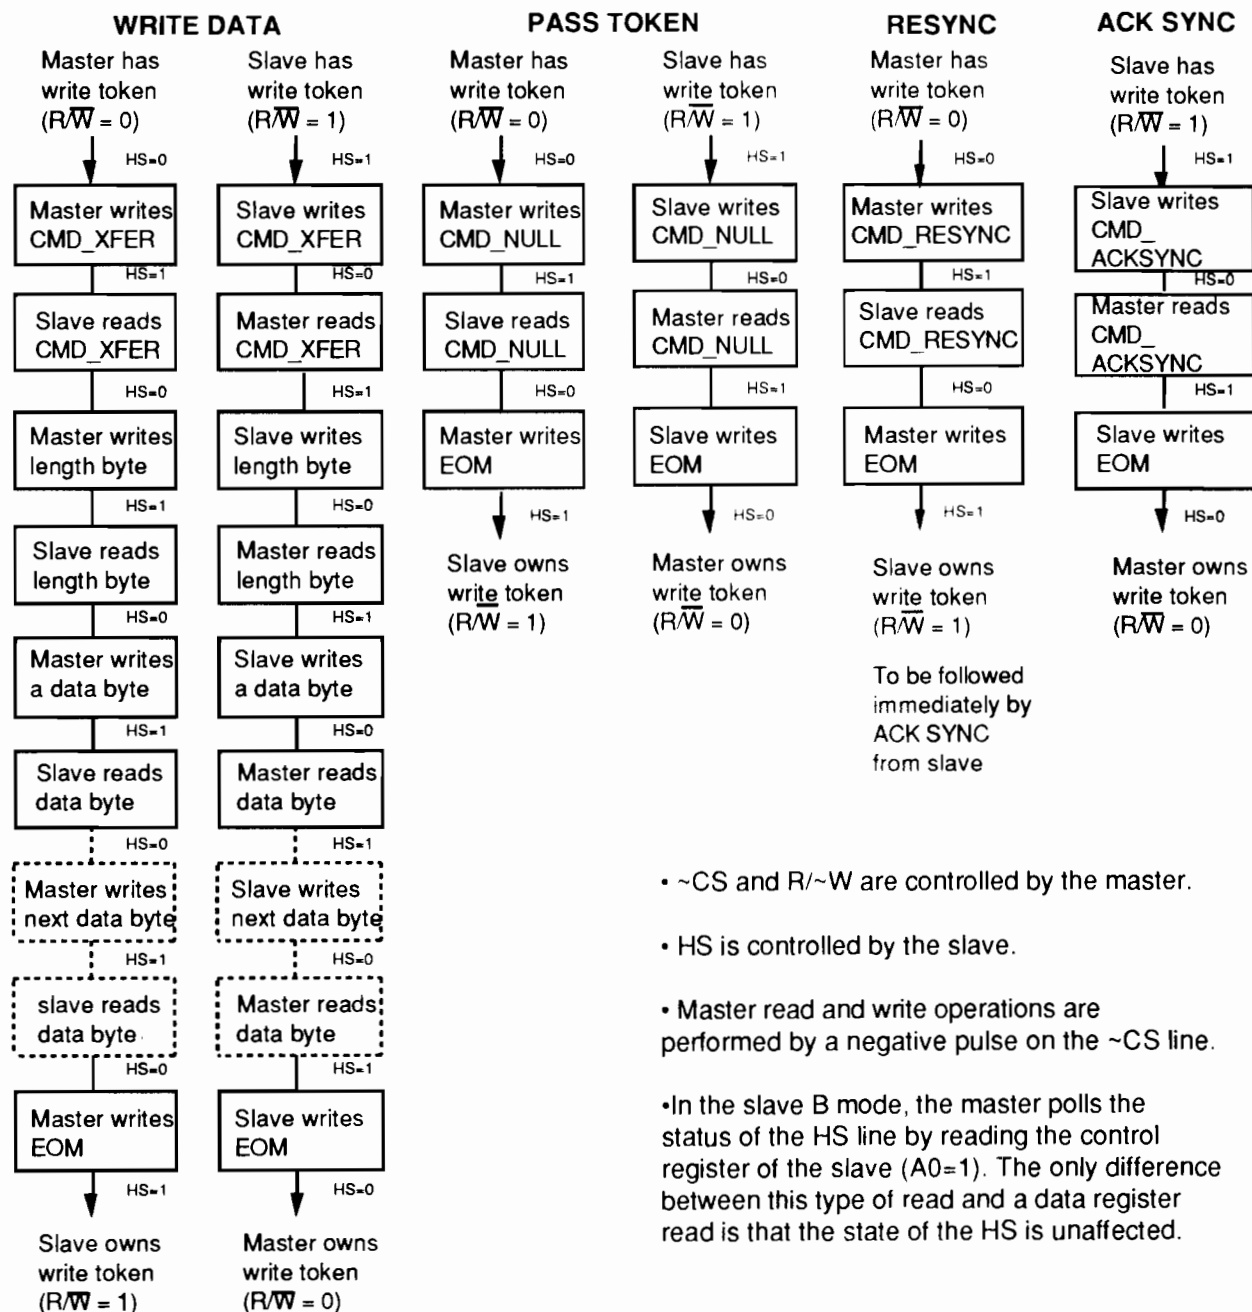 WRITE DATA
Master has
write token
(R/W̅ = 0)
HS=0
Master writes
CMD_XFER
HS=1
Slave reads
CMD_XFER
HS=0
Master writes
length byte
HS=1
Slave reads
length byte
HS=0
Master writes
a data byte
HS=1
Slave reads
data byte
HS=0
Master writes
next data byte
HS=1
slave reads
data byte
HS=0
Master writes
EOM
HS=1
Slave owns
write token
(R/W̅ = 1)
Slave has
write token
(R/W̅ = 1)
HS=1
Slave writes
CMD_XFER
HS=0
Master reads
CMD_XFER
HS=1
Slave writes
length byte
HS=0
Master reads
length byte
HS=1
Slave writes
a data byte
HS=0
Master reads
data byte
HS=1
Slave writes
next data byte
HS=0
Master reads
data byte
HS=1
Slave writes
EOM
HS=0
Master owns
write token
(R/W̅ = 0)
PASS TOKEN
Master has
write token
(R/W̅ = 0)
HS=0
Master writes
CMD_NULL
HS=1
Slave reads
CMD_NULL
HS=0
Master writes
EOM
HS=1
Slave owns
write token
(R/W̅ = 1)
Slave has
write token
(R/W̅ = 1)
HS=1
Slave writes
CMD_NULL
HS=0
Master reads
CMD_NULL
HS=1
Slave writes
EOM
HS=0
Master owns
write token
(R/W̅ = 0)
RESYNC
Master has
write token
(R/W̅ = 0)
HS=0
Master writes
CMD_RESYNC
HS=1
Slave reads
CMD_RESYNC
HS=0
Master writes
EOM
HS=1
Slave owns
write token
(R/W̅ = 1)
To be followed
immediately by
ACK SYNC
from slave
ACK SYNC
Slave has
write token
(R/W̅ = 1)
HS=1
Slave writes
CMD_
ACKSYNC
HS=0
Master reads
CMD_
ACKSYNC
HS=1
Slave writes
EOM
HS=0
Master owns
write token
(R/W̅ = 0)
• ~CS and R/~W are controlled by the master.
• HS is controlled by the slave.
• Master read and write operations are
performed by a negative pulse on the ~CS line.
•In the slave B mode, the master polls the
status of the HS line by reading the control
register of the slave (A0=1). The only difference
between this type of read and a data register
read is that the state of the HS is unaffected.